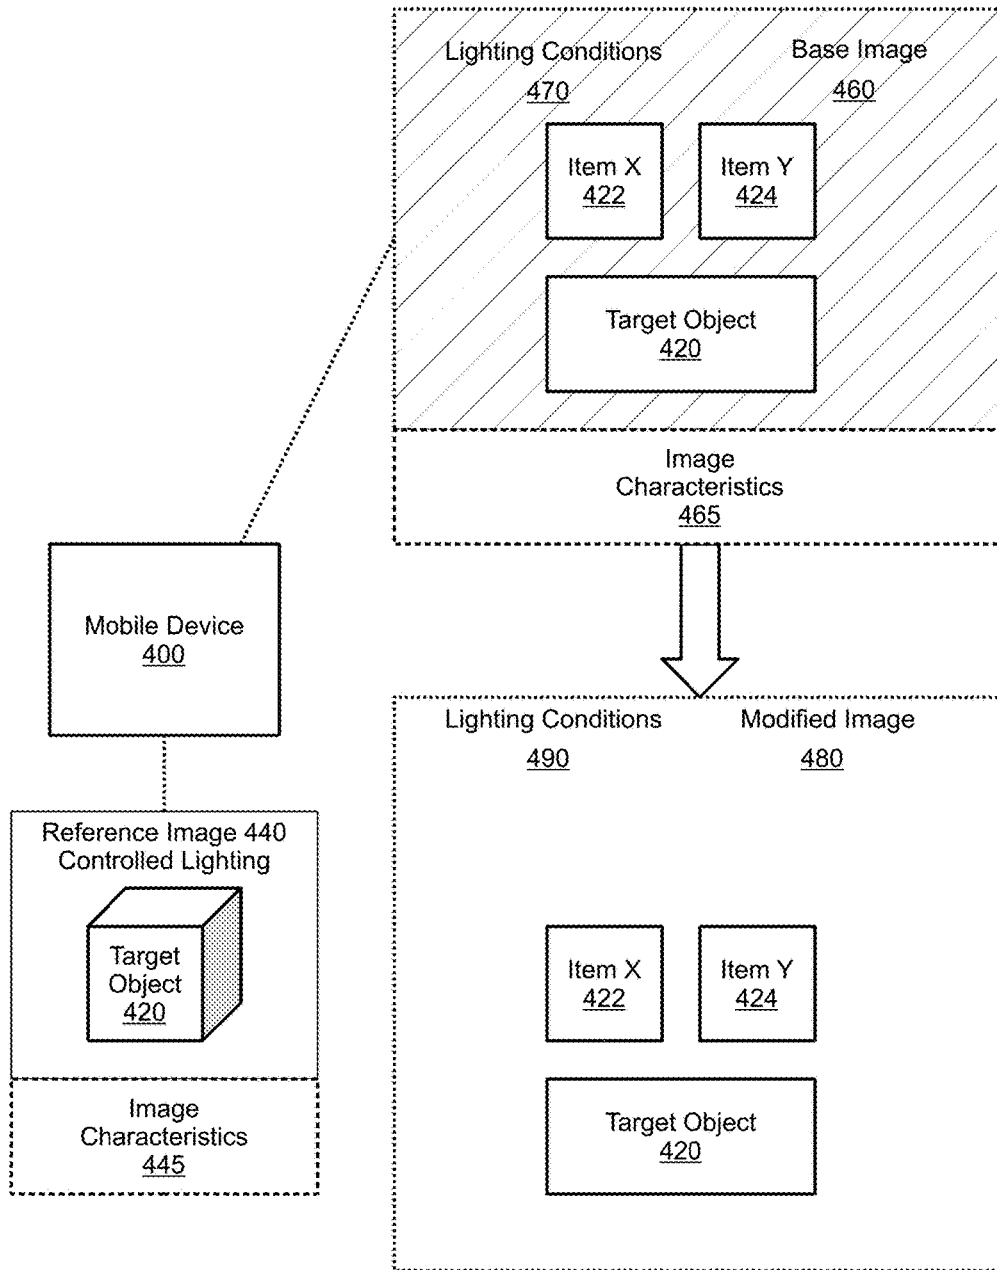 Lighting Conditions
470
Base Image
460
Item X
422
Item Y
424
Target Object
420
Image
Characteristics
465
Mobile Device
400
Lighting Conditions
490
Modified Image
480
Reference Image 440
Controlled Lighting
Target
Object
420
Image
Characteristics
445
Item X
422
Item Y
424
Target Object
420